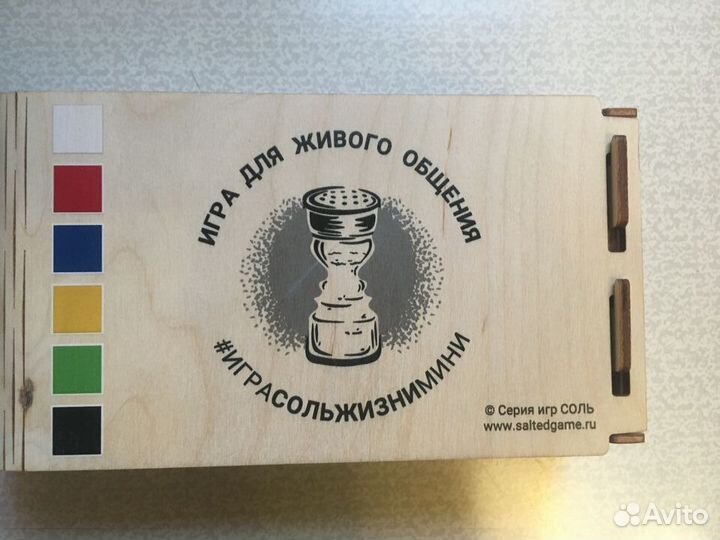 ИГРА ДЛЯ ЖИВОГО ОБЩЕНИЯ
#ИГРАСОЛЬЖИЗНИМИНИ
© Серия игр СОЛЬ
www.saltedgame.ru
Avito